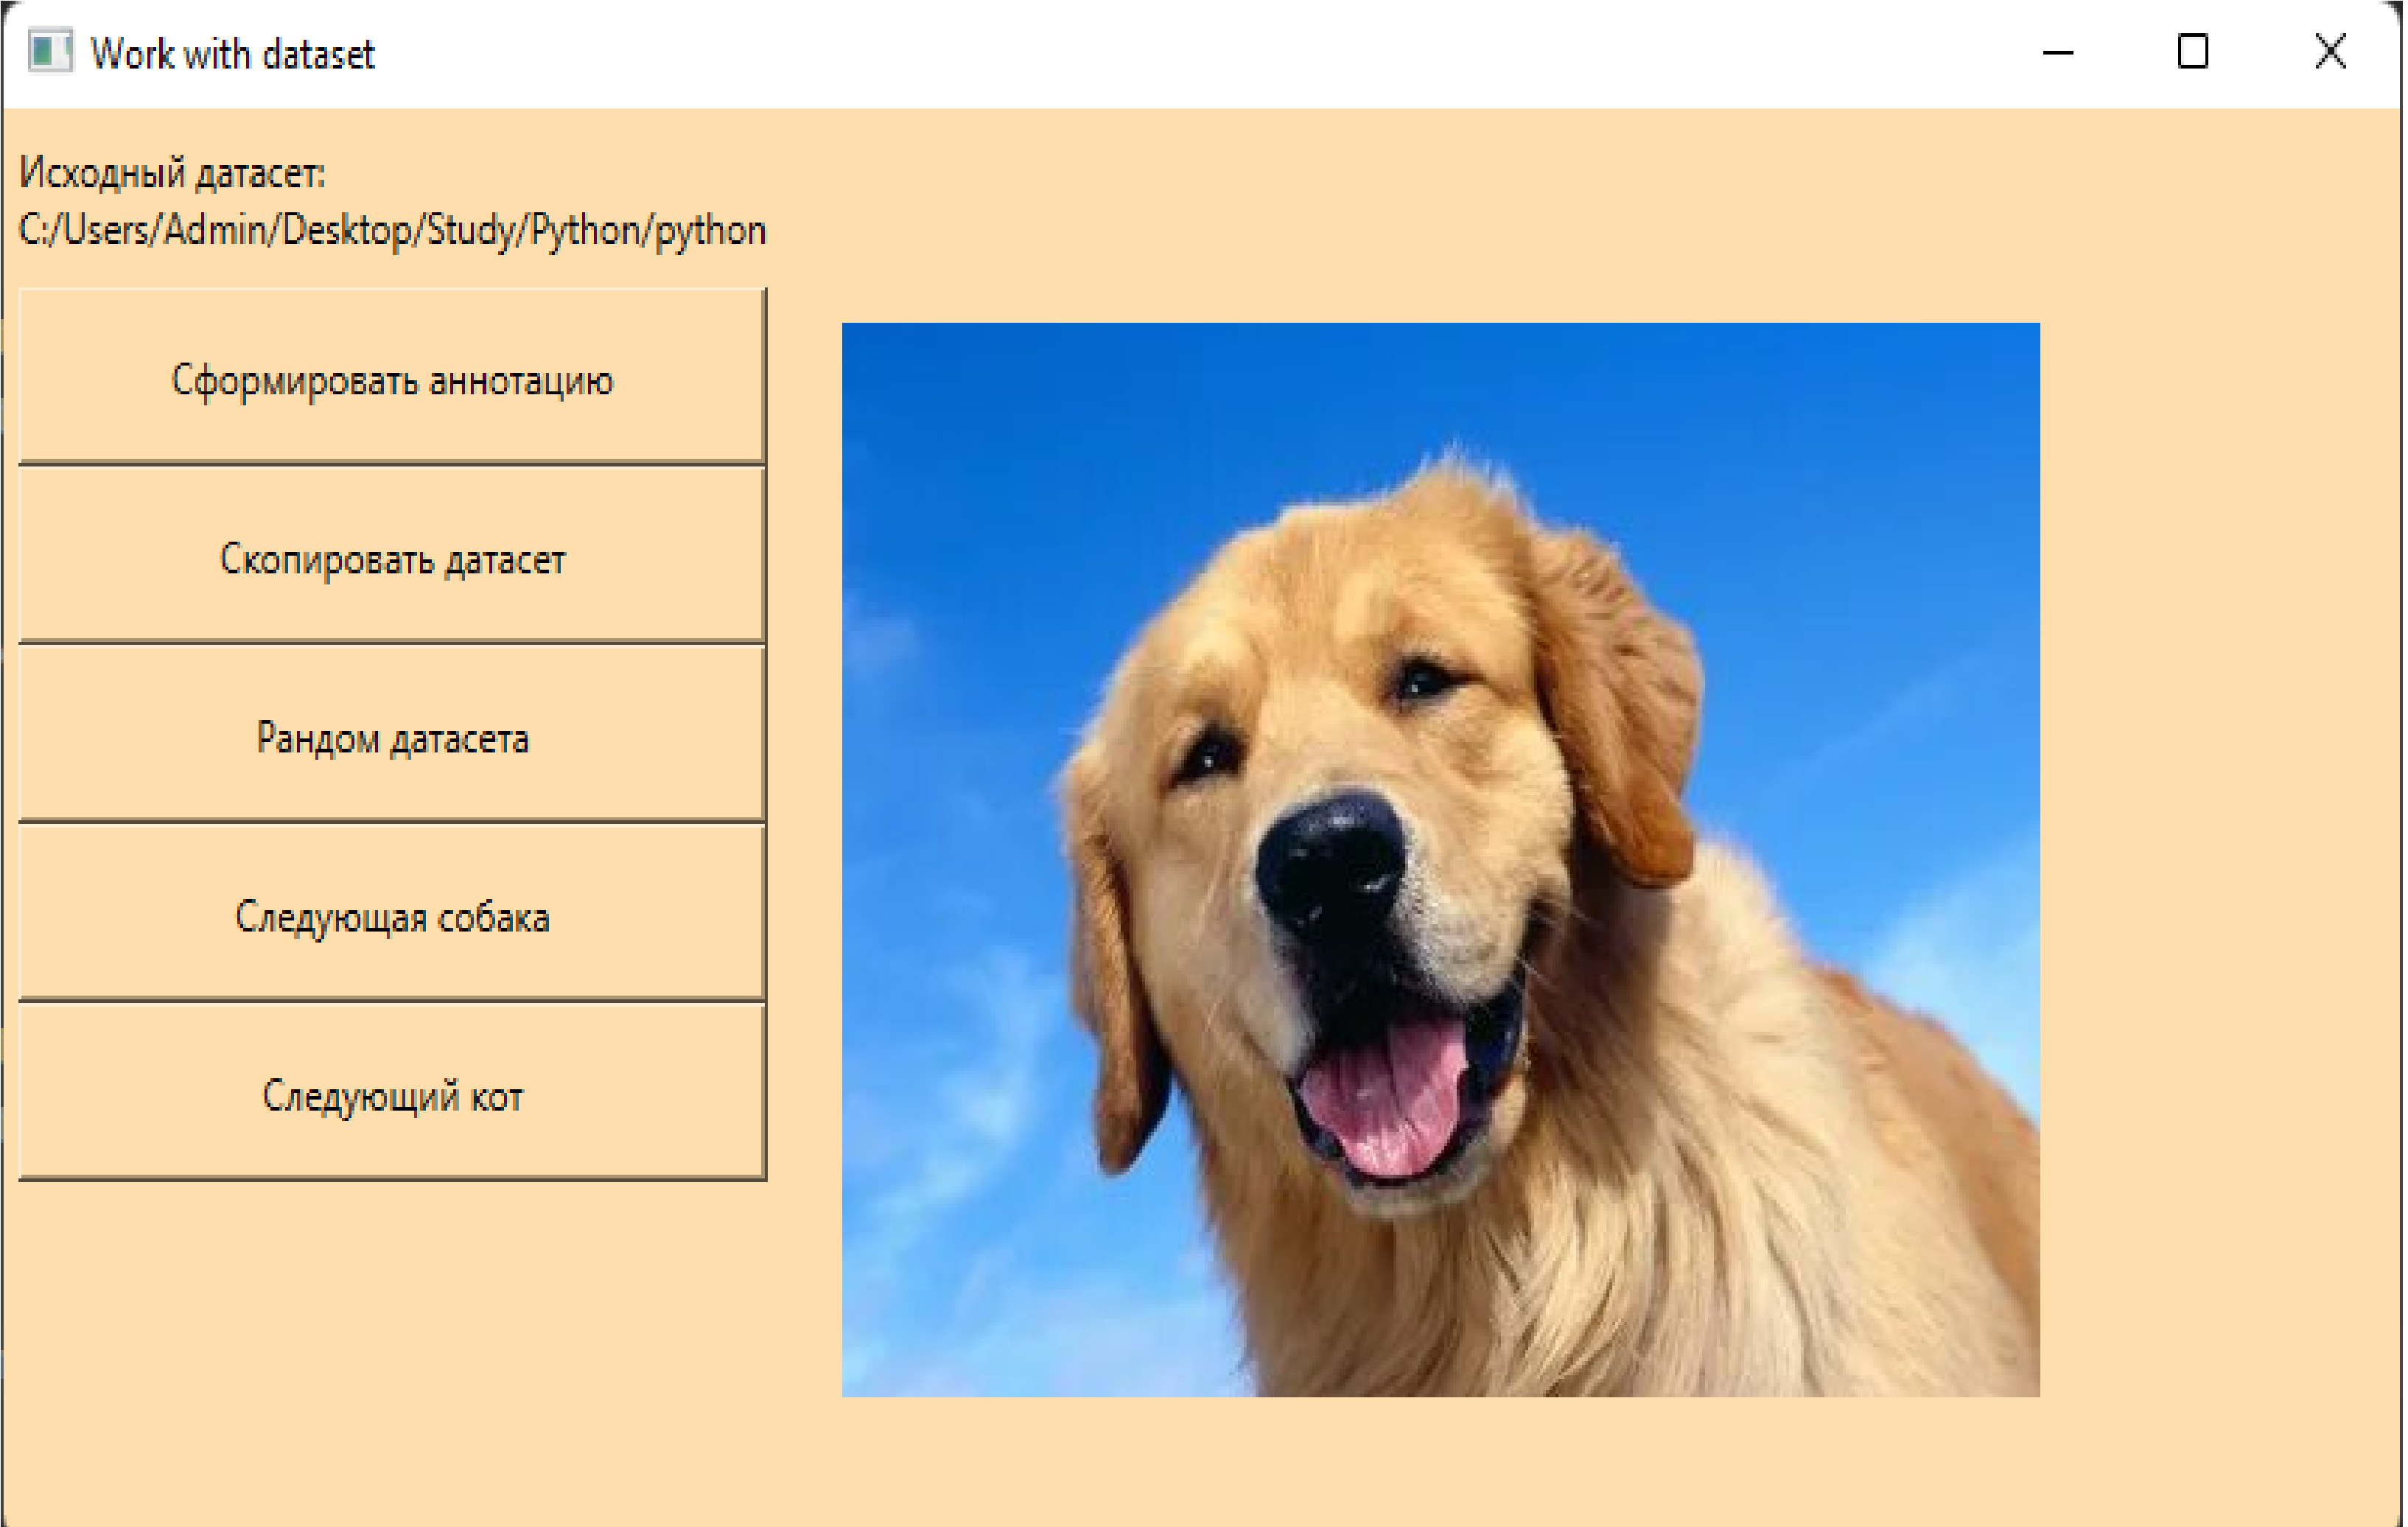 Work with dataset
Исходный датасет:
C:/Users/Admin/Desktop/Study/Python/python
Сформировать аннотацию
Скопировать датасет
Рандом датасета
Следующая собака
Следующий кот